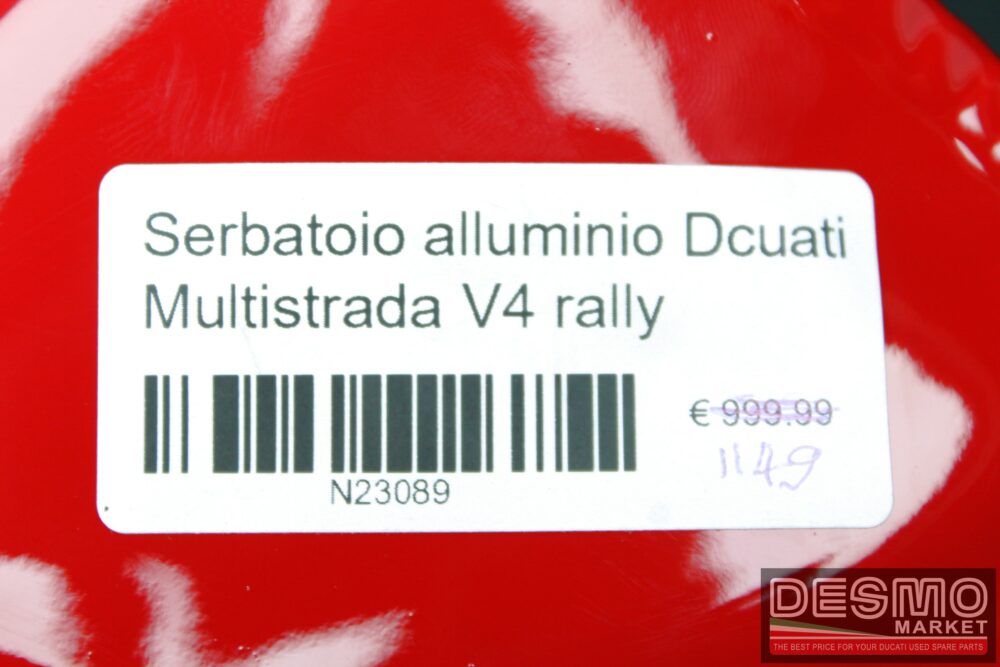 Serbatoio alluminio Dcuati
Multistrada V4 rally
€ 999.99
1149
N23089
DESMO
MARKET
THE BEST PRICE FOR YOUR DUCATI USED SPARE PARTS